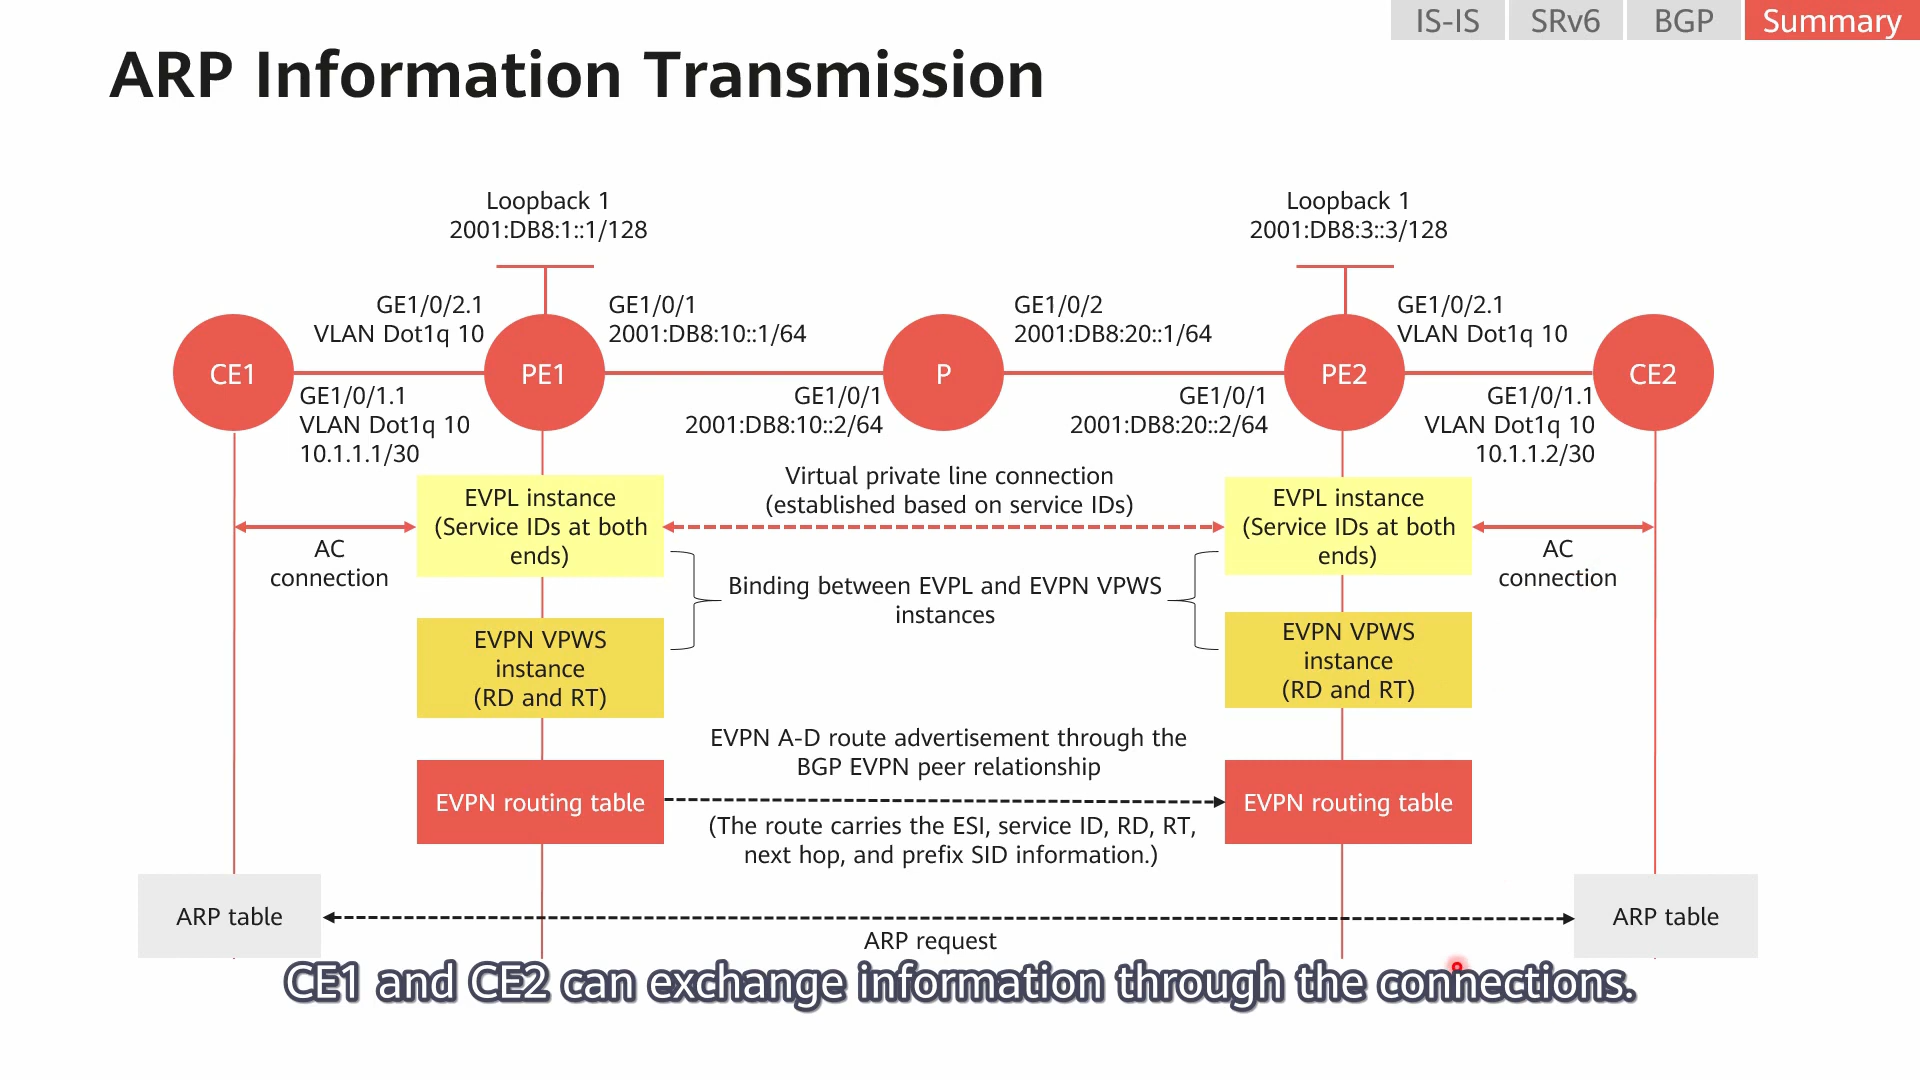 IS-IS
SRv6
BGP
Summary
ARP Information Transmission
Loopback 1
2001:DB8:1::1/128
Loopback 1
2001:DB8:3::3/128
GE1/0/2.1
VLAN Dot1q 10
GE1/0/1
2001:DB8:10::1/64
GE1/0/2
2001:DB8:20::1/64
GE1/0/2.1
VLAN Dot1q 10
CE1
PE1
P
PE2
CE2
GE1/0/1.1
VLAN Dot1q 10
10.1.1.1/30
GE1/0/1
2001:DB8:10::2/64
GE1/0/1
2001:DB8:20::2/64
GE1/0/1.1
VLAN Dot1q 10
10.1.1.2/30
EVPL instance
(Service IDs at both
ends)
Virtual private line connection
(established based on service IDs)
EVPL instance
(Service IDs at both
ends)
AC
connection
AC
connection
Binding between EVPL and EVPN VPWS
instances
EVPN VPWS
instance
(RD and RT)
EVPN VPWS
instance
(RD and RT)
EVPN A-D route advertisement through the
BGP EVPN peer relationship
EVPN routing table
EVPN routing table
(The route carries the ESI, service ID, RD, RT,
next hop, and prefix SID information.)
ARP table
ARP table
ARP request
CE1 and CE2 can exchange information through the connections.